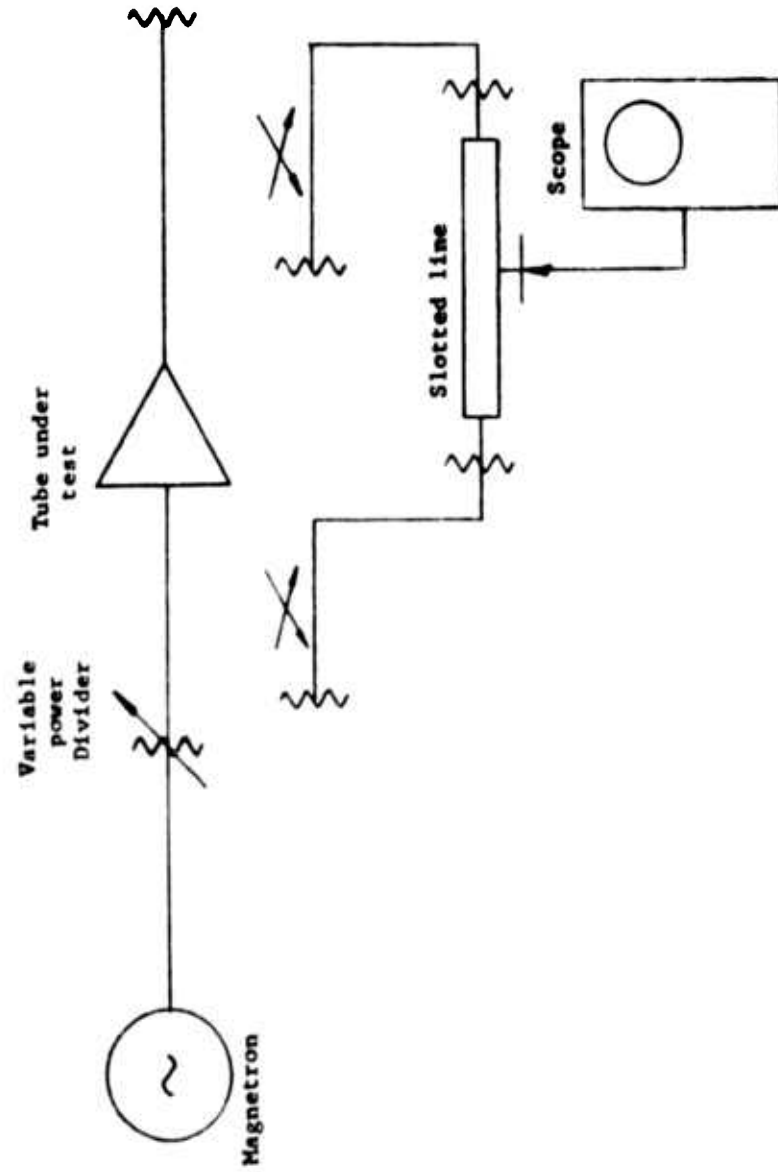 Magnetron
Variable
power
Divider
Tube under
test
Slotted line
Scope